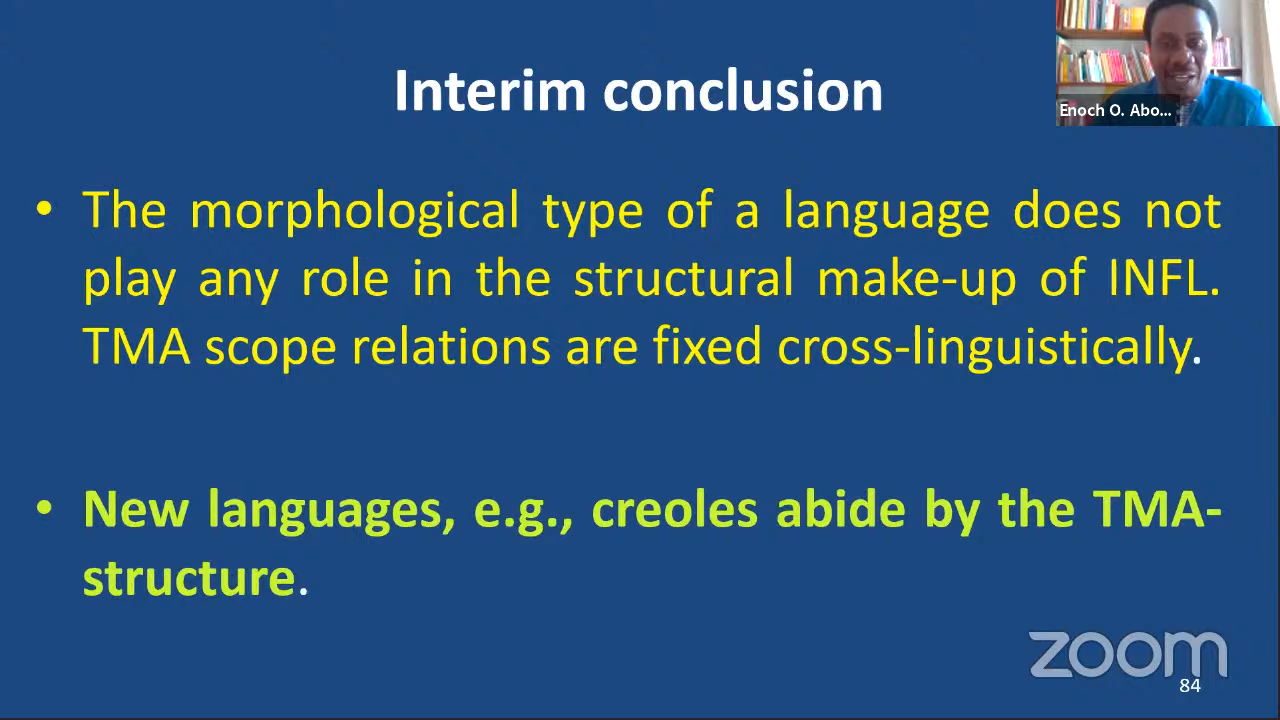 Interim conclusion
Enoch O. Abo...
• The morphological type of a language does not
play any role in the structural make-up of INFL.
TMA scope relations are fixed cross-linguistically.
• New languages, e.g., creoles abide by the TMA-
structure.
zoom
84